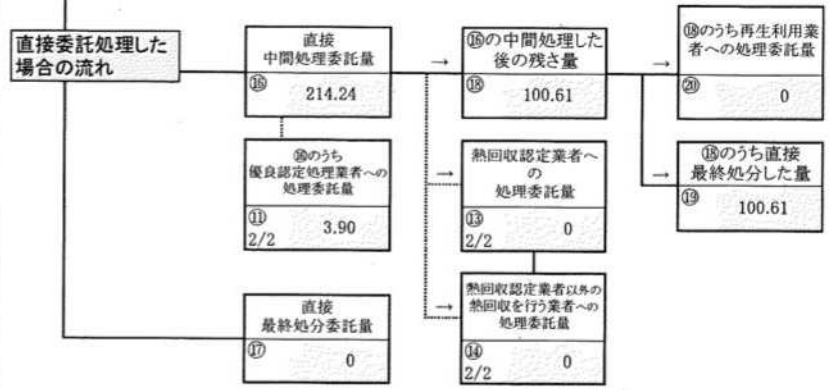 直接委託処理した
場合の流れ
直接
中間処理委託量
⑯
214.24
→
⑯の中間処理した
後の残さ量
⑱
100.61
→
⑱のうち再生利用業
者への処理委託量
⑳
0
⑯のうち
優良認定処理業者への
処理委託量
⑪
2/2
3.90
→
熱回収認定業者へ
の
処理委託量
⑬
2/2
0
→
⑱のうち直接
最終処分した量
⑲
100.61
直接
最終処分委託量
⑰
0
→
熱回収認定業者以外の
熱回収を行う業者への
処理委託量
⑭
2/2
0